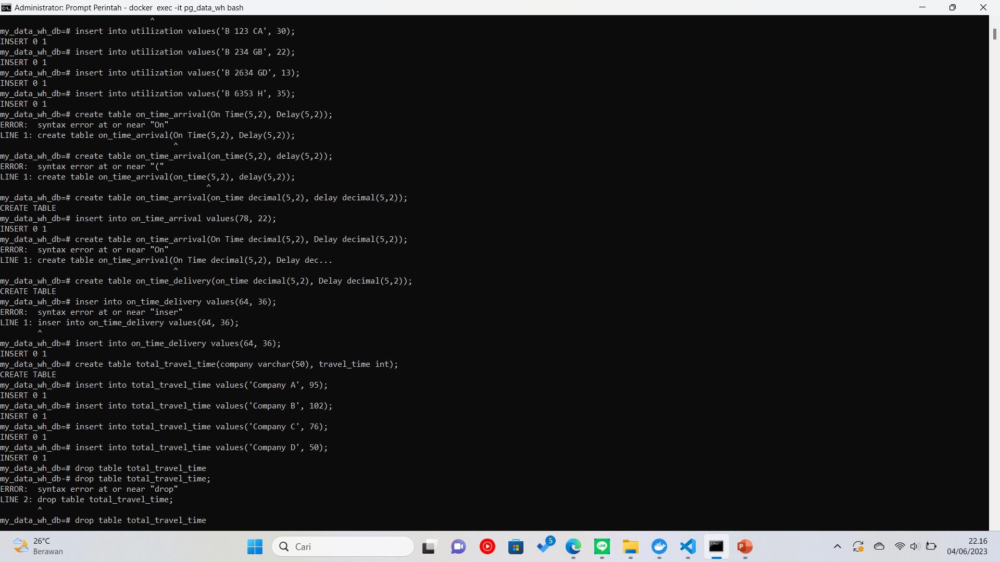 Administrator: Prompt Perintah - docker  exec -it pg_data_wh bash
^
my_data_wh_db=# insert into utilization values('B 123 CA', 30);
INSERT 0 1
my_data_wh_db=# insert into utilization values('B 234 GB', 22);
INSERT 0 1
my_data_wh_db=# insert into utilization values('B 2634 GD', 13);
INSERT 0 1
my_data_wh_db=# insert into utilization values('B 6353 H', 35);
INSERT 0 1
my_data_wh_db=# create table on_time_arrival(On Time(5,2), Delay(5,2));
ERROR:  syntax error at or near "On"
LINE 1: create table on_time_arrival(On Time(5,2), Delay(5,2));
^
my_data_wh_db=# create table on_time_arrival(on_time(5,2), delay(5,2));
ERROR:  syntax error at or near "("
LINE 1: create table on_time_arrival(on_time(5,2), delay(5,2));
^
my_data_wh_db=# create table on_time_arrival(on_time decimal(5,2), delay decimal(5,2));
CREATE TABLE
my_data_wh_db=# insert into on_time_arrival values(78, 22);
INSERT 0 1
my_data_wh_db=# create table on_time_arrival(On Time decimal(5,2), Delay decimal(5,2));
ERROR:  syntax error at or near "On"
LINE 1: create table on_time_arrival(On Time decimal(5,2), Delay dec...
^
my_data_wh_db=# create table on_time_delivery(on_time decimal(5,2), Delay decimal(5,2));
CREATE TABLE
my_data_wh_db=# inser into on_time_delivery values(64, 36);
ERROR:  syntax error at or near "inser"
LINE 1: inser into on_time_delivery values(64, 36);
^
my_data_wh_db=# insert into on_time_delivery values(64, 36);
INSERT 0 1
my_data_wh_db=# create table total_travel_time(company varchar(50), travel_time int);
CREATE TABLE
my_data_wh_db=# insert into total_travel_time values('Company A', 95);
INSERT 0 1
my_data_wh_db=# insert into total_travel_time values('Company B', 102);
INSERT 0 1
my_data_wh_db=# insert into total_travel_time values('Company C', 76);
INSERT 0 1
my_data_wh_db=# insert into total_travel_time values('Company D', 50);
INSERT 0 1
my_data_wh_db=# drop table total_travel_time
my_data_wh_db-# drop table total_travel_time;
ERROR:  syntax error at or near "drop"
LINE 2: drop table total_travel_time;
^
my_data_wh_db=# drop table total_travel_time
26°C
Berawan
Cari
5
LINE
P
22.16
04/06/2023